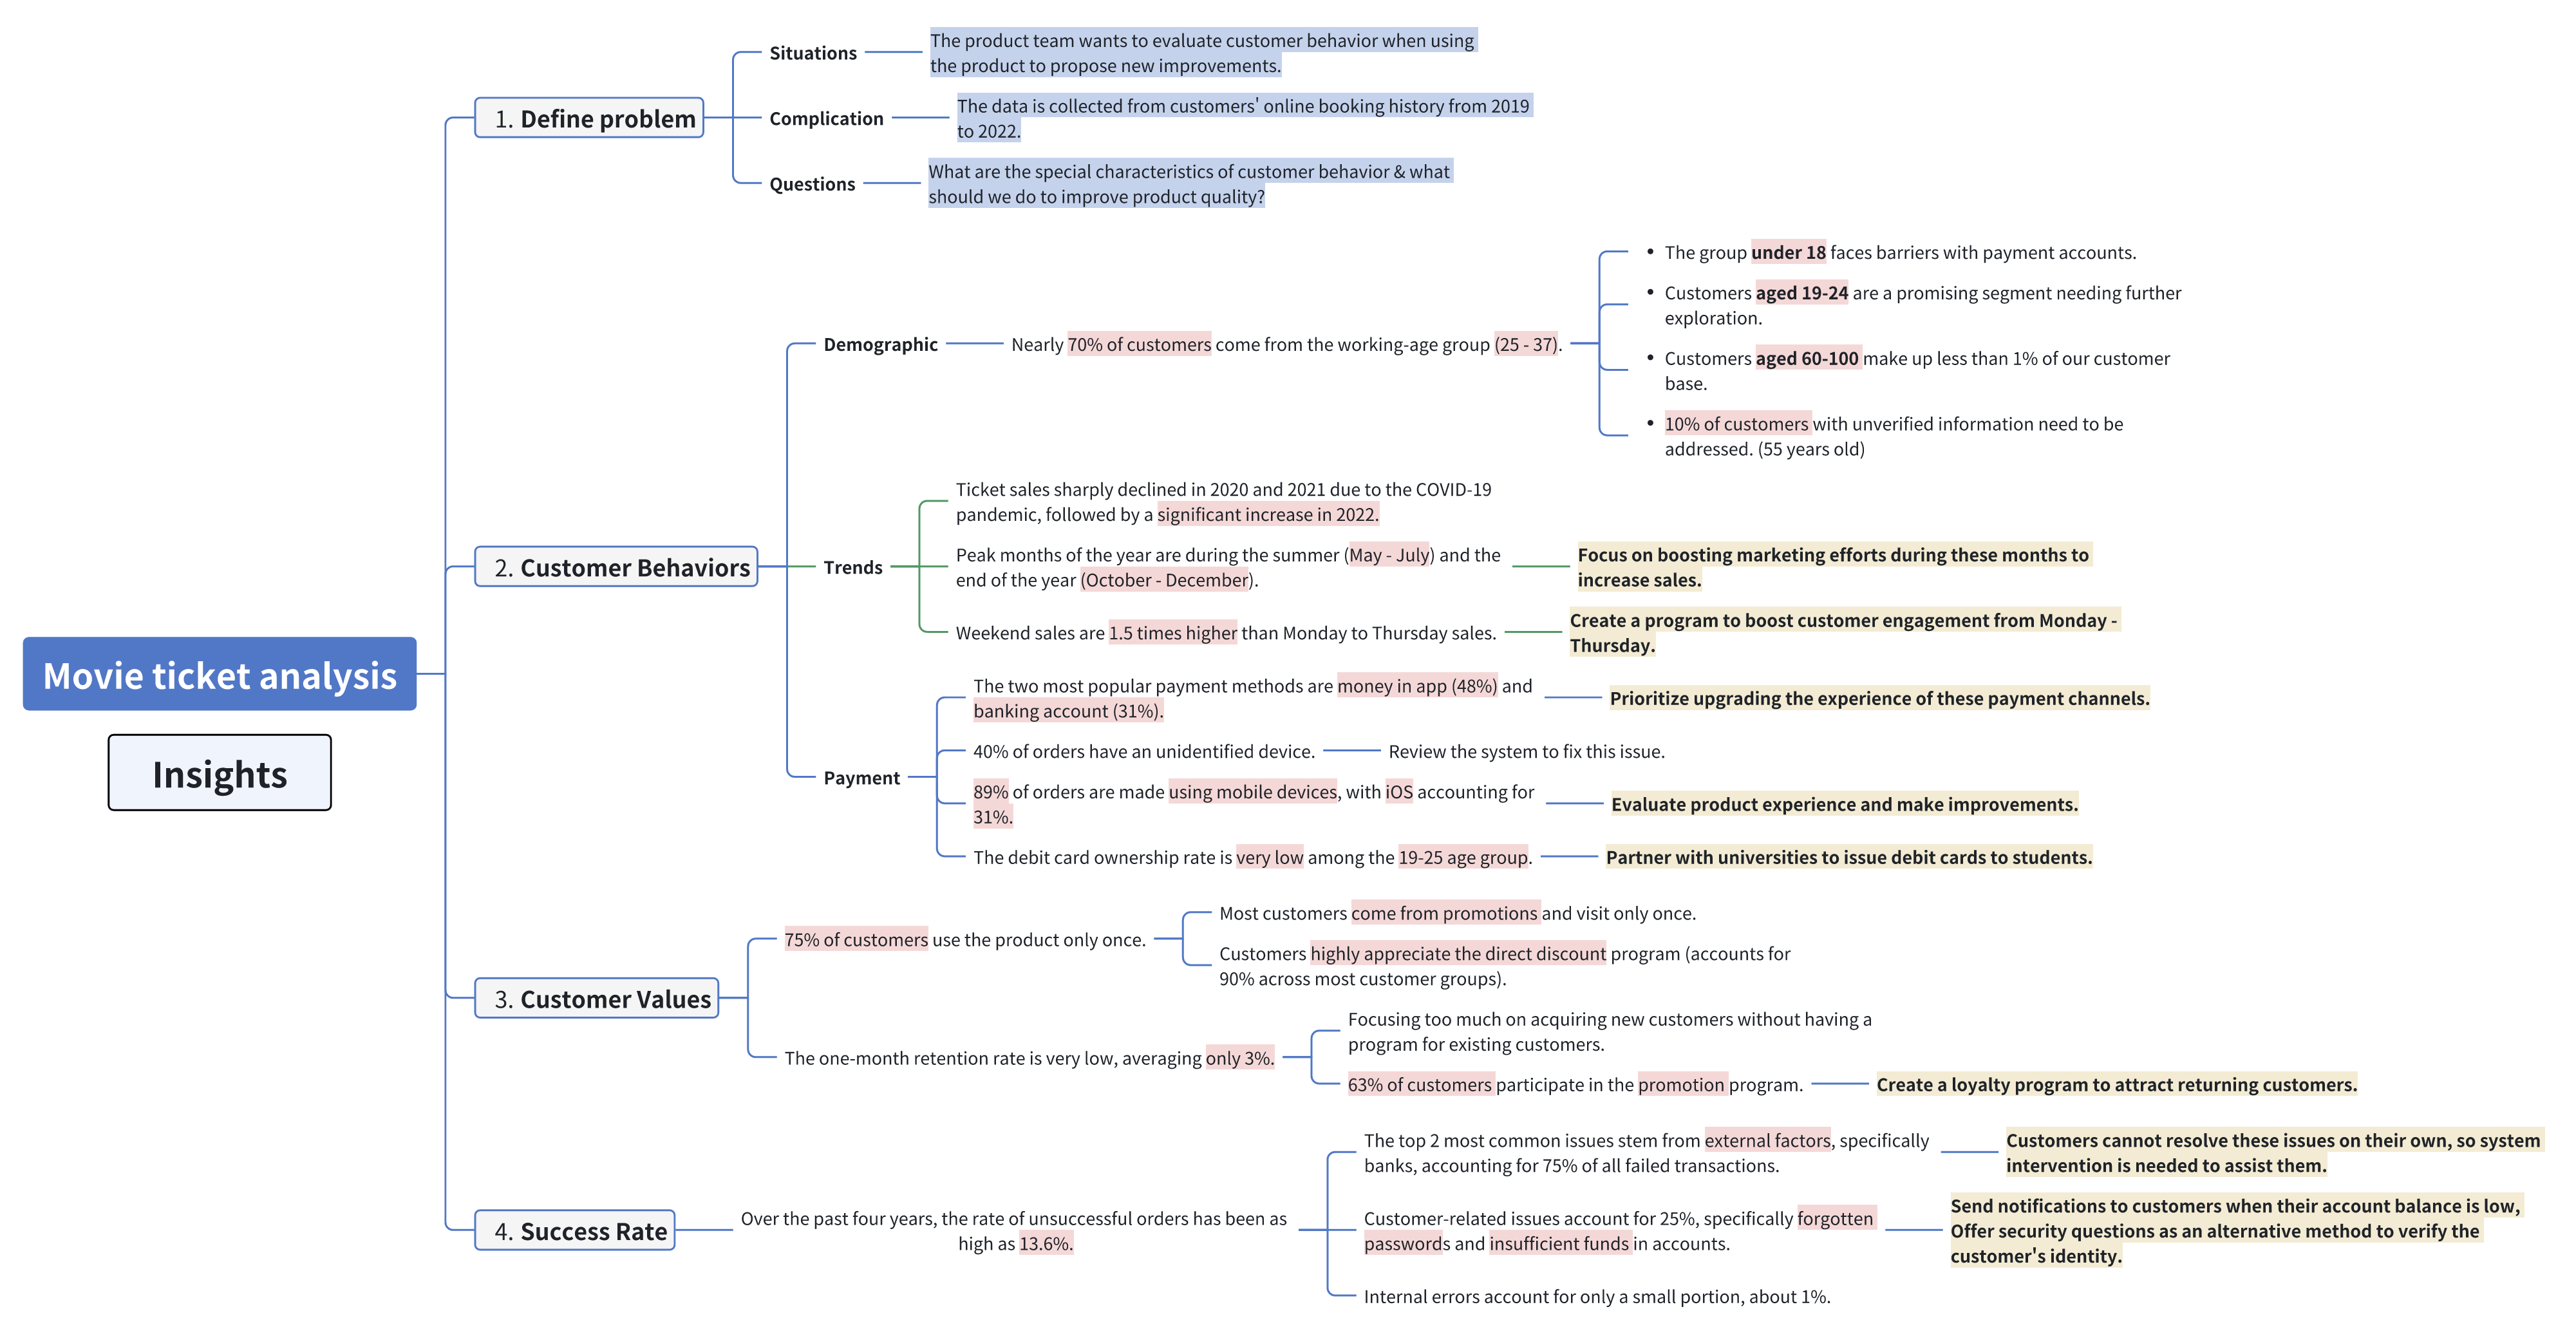 Movie ticket analysis
Insights
1. Define problem
Situations
The product team wants to evaluate customer behavior when using
the product to propose new improvements.
Complication
The data is collected from customers' online booking history from 2019
to 2022.
Questions
What are the special characteristics of customer behavior & what
should we do to improve product quality?
2. Customer Behaviors
Demographic
Nearly 70% of customers come from the working-age group (25 - 37).
• The group under 18 faces barriers with payment accounts.
• Customers aged 19-24 are a promising segment needing further
exploration.
• Customers aged 60-100 make up less than 1% of our customer
base.
• 10% of customers with unverified information need to be
addressed. (55 years old)
Trends
Ticket sales sharply declined in 2020 and 2021 due to the COVID-19
pandemic, followed by a significant increase in 2022.
Peak months of the year are during the summer (May - July) and the
end of the year (October - December).
Focus on boosting marketing efforts during these months to
increase sales.
Weekend sales are 1.5 times higher than Monday to Thursday sales.
Create a program to boost customer engagement from Monday -
Thursday.
Payment
The two most popular payment methods are money in app (48%) and
banking account (31%).
Prioritize upgrading the experience of these payment channels.
40% of orders have an unidentified device.
Review the system to fix this issue.
89% of orders are made using mobile devices, with iOS accounting for
31%.
Evaluate product experience and make improvements.
The debit card ownership rate is very low among the 19-25 age group.
Partner with universities to issue debit cards to students.
3. Customer Values
75% of customers use the product only once.
Most customers come from promotions and visit only once.
Customers highly appreciate the direct discount program (accounts for
90% across most customer groups).
The one-month retention rate is very low, averaging only 3%.
Focusing too much on acquiring new customers without having a
program for existing customers.
63% of customers participate in the promotion program.
Create a loyalty program to attract returning customers.
4. Success Rate
Over the past four years, the rate of unsuccessful orders has been as
high as 13.6%.
The top 2 most common issues stem from external factors, specifically
banks, accounting for 75% of all failed transactions.
Customers cannot resolve these issues on their own, so system
intervention is needed to assist them.
Customer-related issues account for 25%, specifically forgotten
passwords and insufficient funds in accounts.
Send notifications to customers when their account balance is low,
Offer security questions as an alternative method to verify the
customer's identity.
Internal errors account for only a small portion, about 1%.